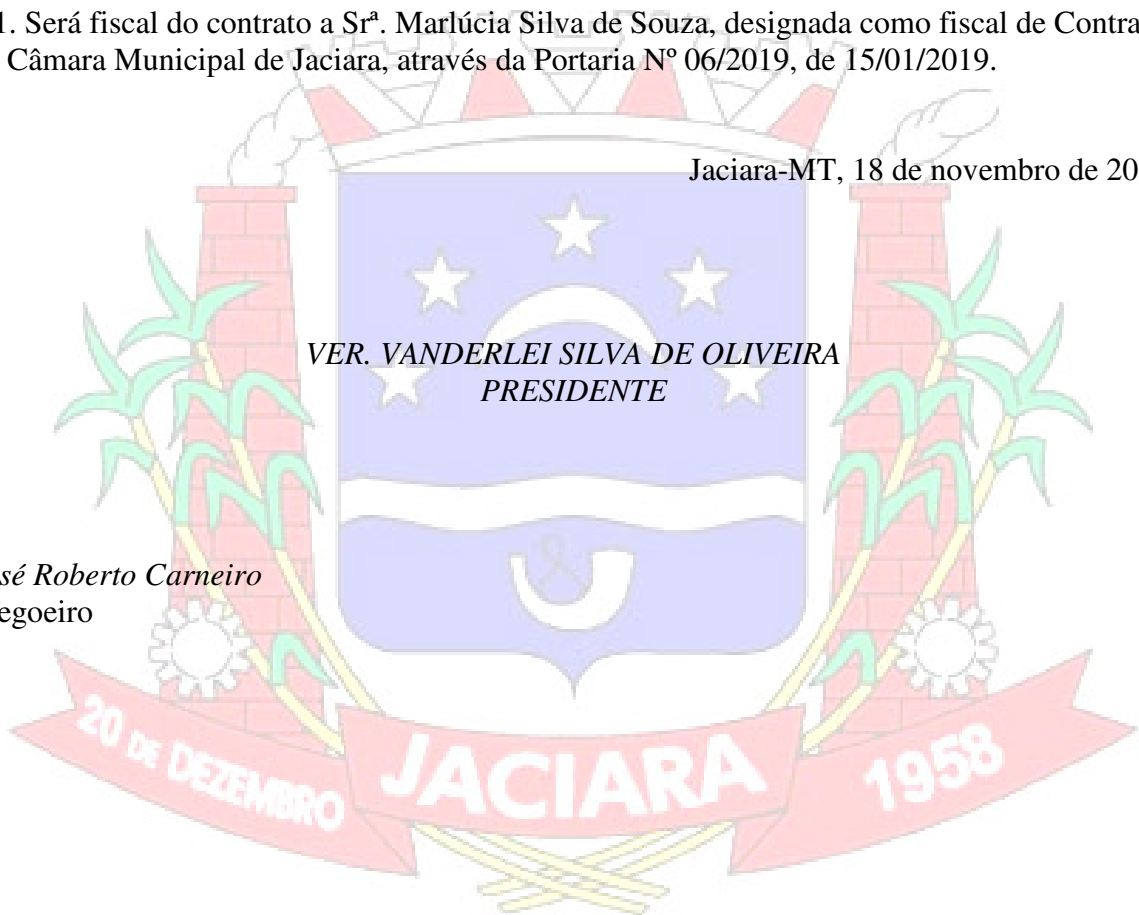 1. Será fiscal do contrato a Srª. Marlúcia Silva de Souza, designada como fiscal de Contra
Câmara Municipal de Jaciara, através da Portaria Nº 06/2019, de 15/01/2019.
Jaciara-MT, 18 de novembro de 20
VER. VANDERLEI SILVA DE OLIVEIRA
PRESIDENTE
sé Roberto Carneiro
egoeiro
20 DE DEZEMBRO
JACIARA
1958